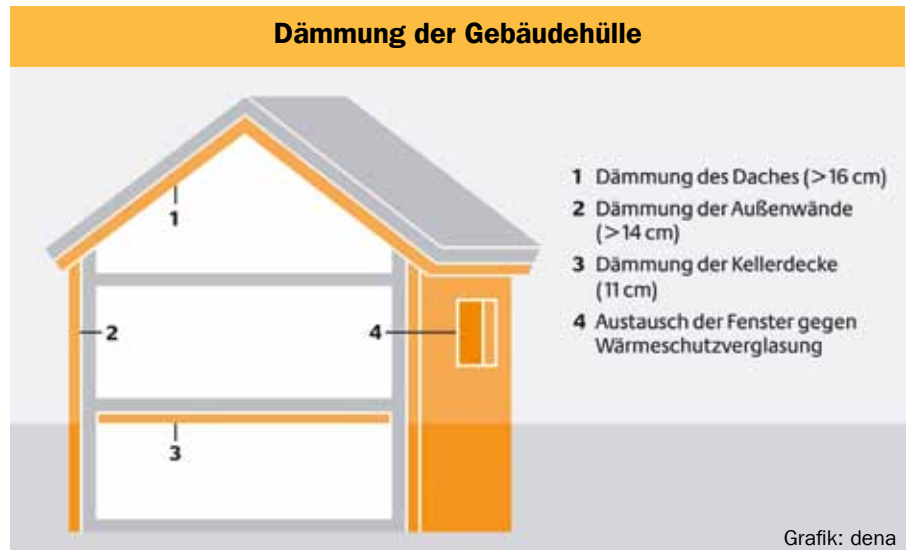 Dämmung der Gebäudehülle
1 Dämmung des Daches (>16 cm)
2 Dämmung der Außenwände
(>14 cm)
3 Dämmung der Kellerdecke
(11 cm)
4 Austausch der Fenster gegen
Wärmeschutzverglasung
1
2
4
3
Grafik: dena